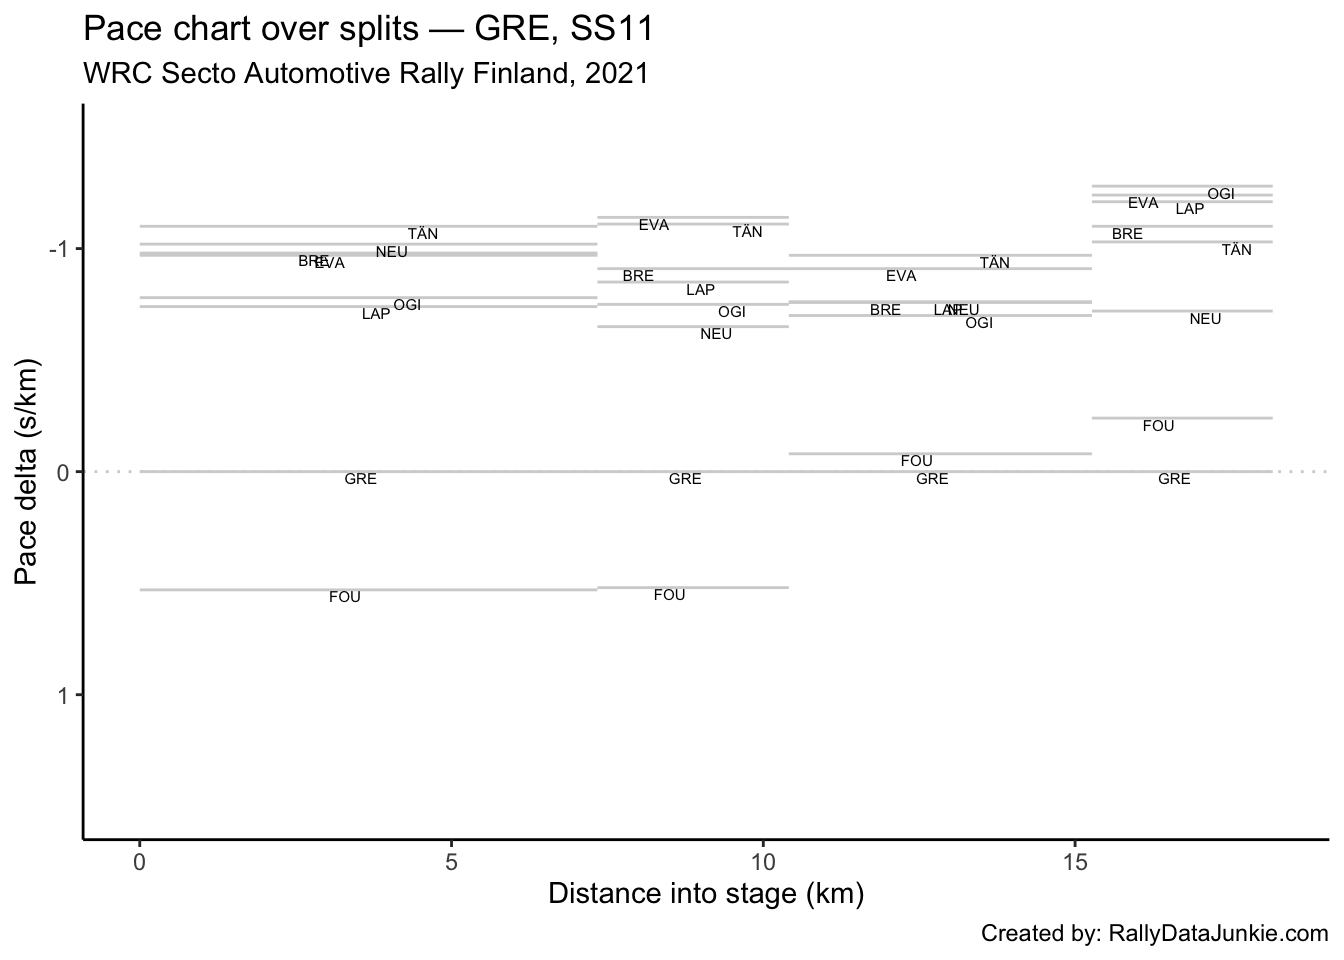 Pace chart over splits — GRE, SS11
WRC Secto Automotive Rally Finland, 2021
Pace delta (s/km)
-1
0
1
TÄN
NEU
BRE
EVA
OGI
LAP
GRE
FOU
EVA
TÄN
BRE
LAP
OGI
NEU
GRE
FOU
TÄN
EVA
BRE
LAP
NEU
OGI
FOU
GRE
OGI
EVA
LAP
BRE
TÄN
NEU
FOU
GRE
0
5
10
15
Distance into stage (km)
Created by: RallyDataJunkie.com